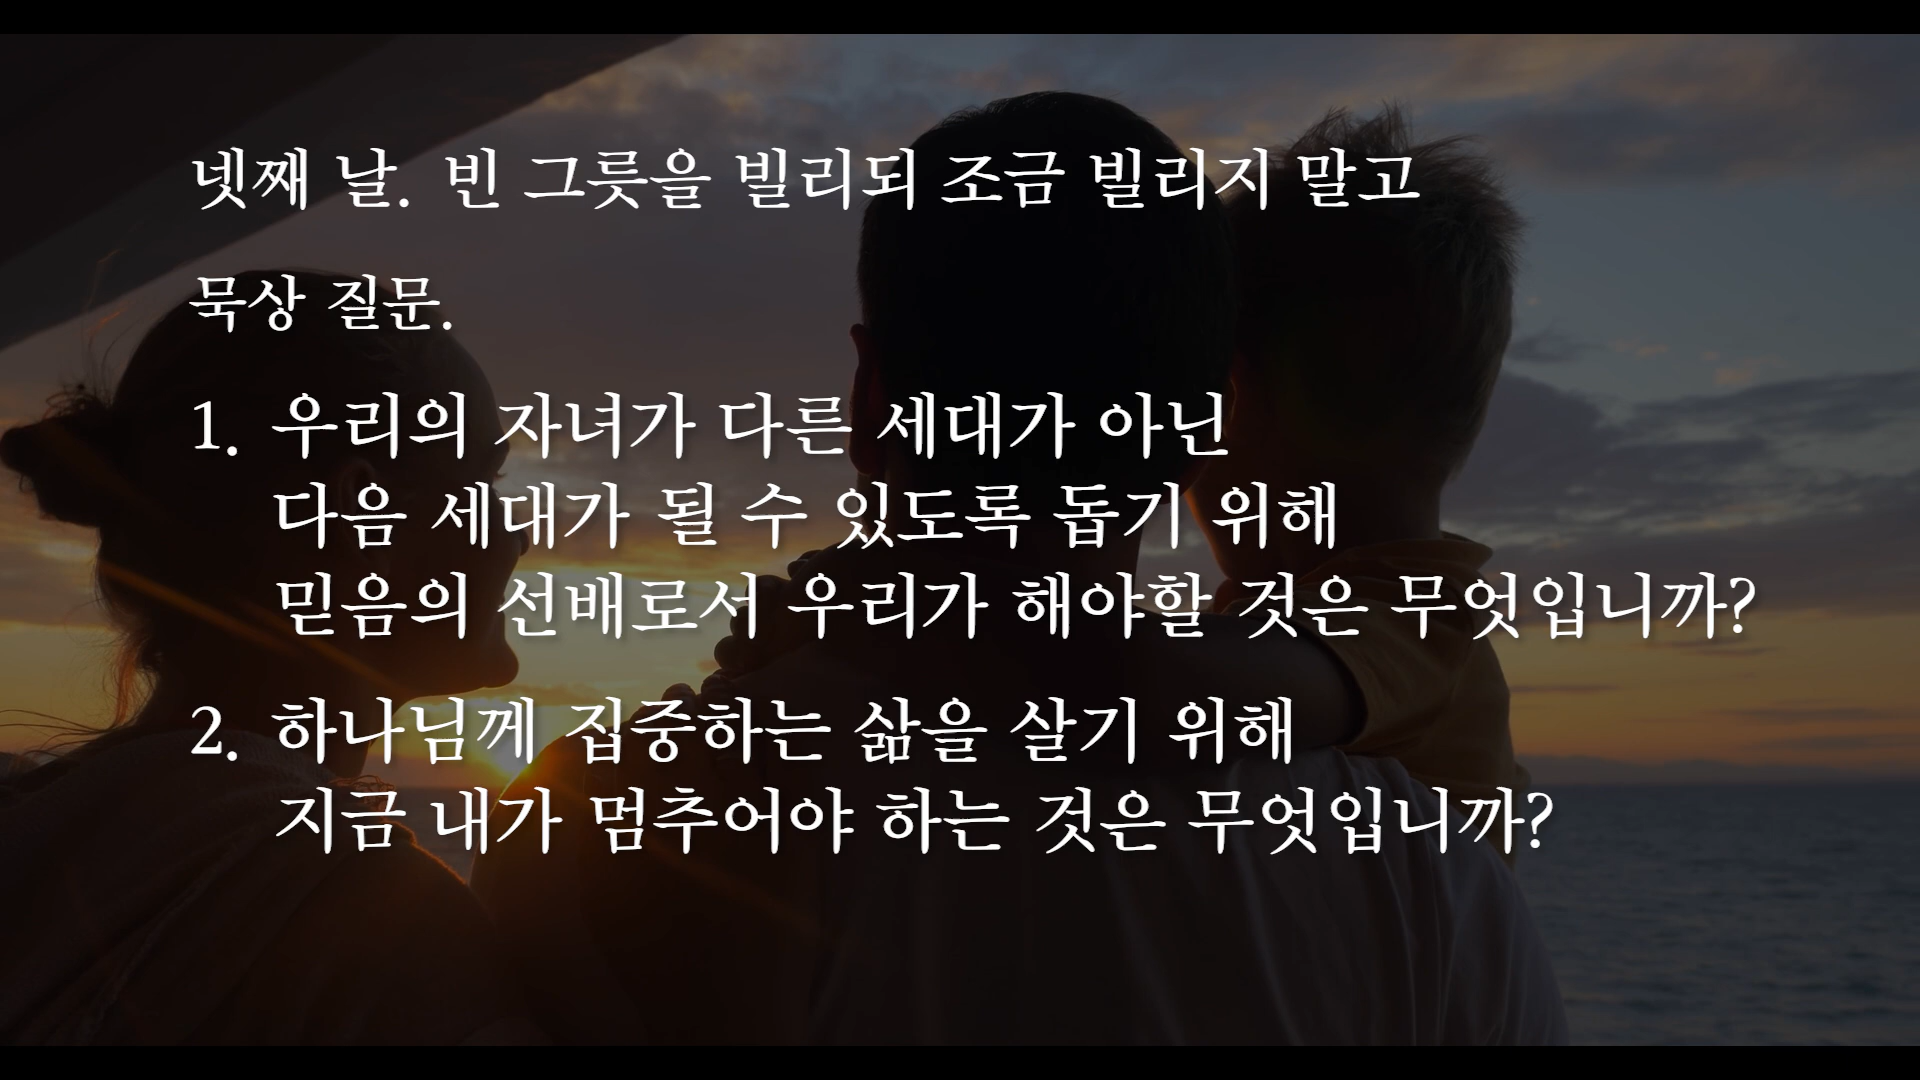 넷째 날. 빈 그릇을 빌리되 조금 빌리지 말고
묵상 질문.
1. 우리의 자녀가 다른 세대가 아닌
다음 세대가 될 수 있도록 돕기 위해
믿음의 선배로서 우리가 해야할 것은 무엇입니까?
2. 하나님께 집중하는 삶을 살기 위해
지금 내가 멈추어야 하는 것은 무엇입니까?